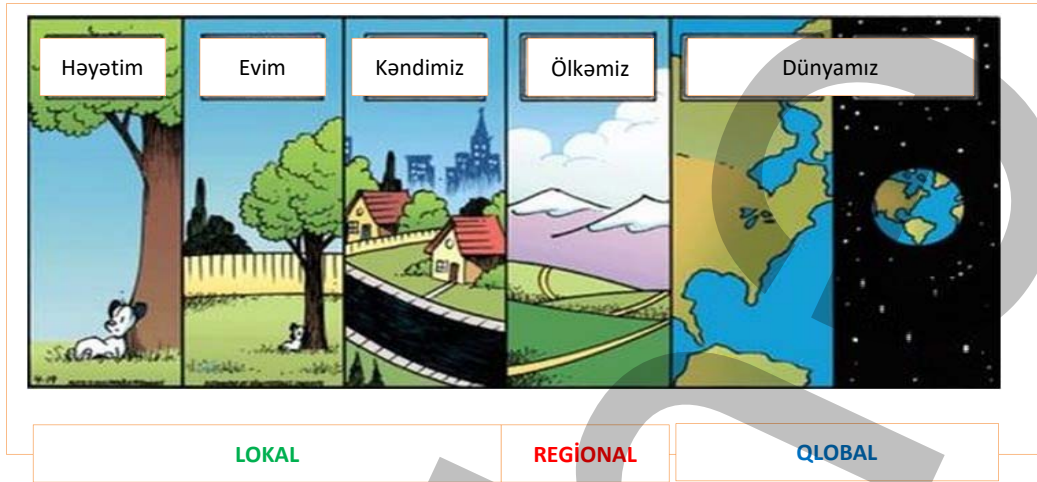 Həyətim
Evim
Kəndimiz
Ölkəmiz
Dünyamız
LOKAL
REGİONAL
QLOBAL